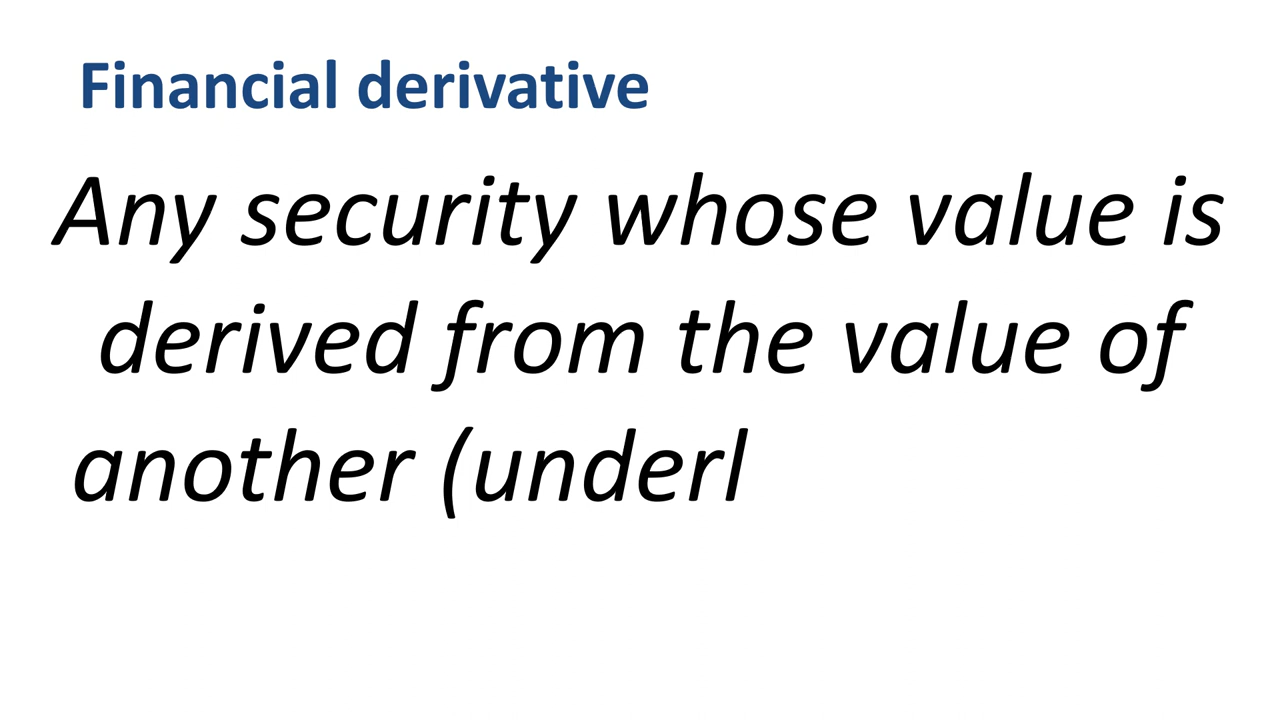 Financial derivative
Any security whose value is
derived from the value of
another (underl